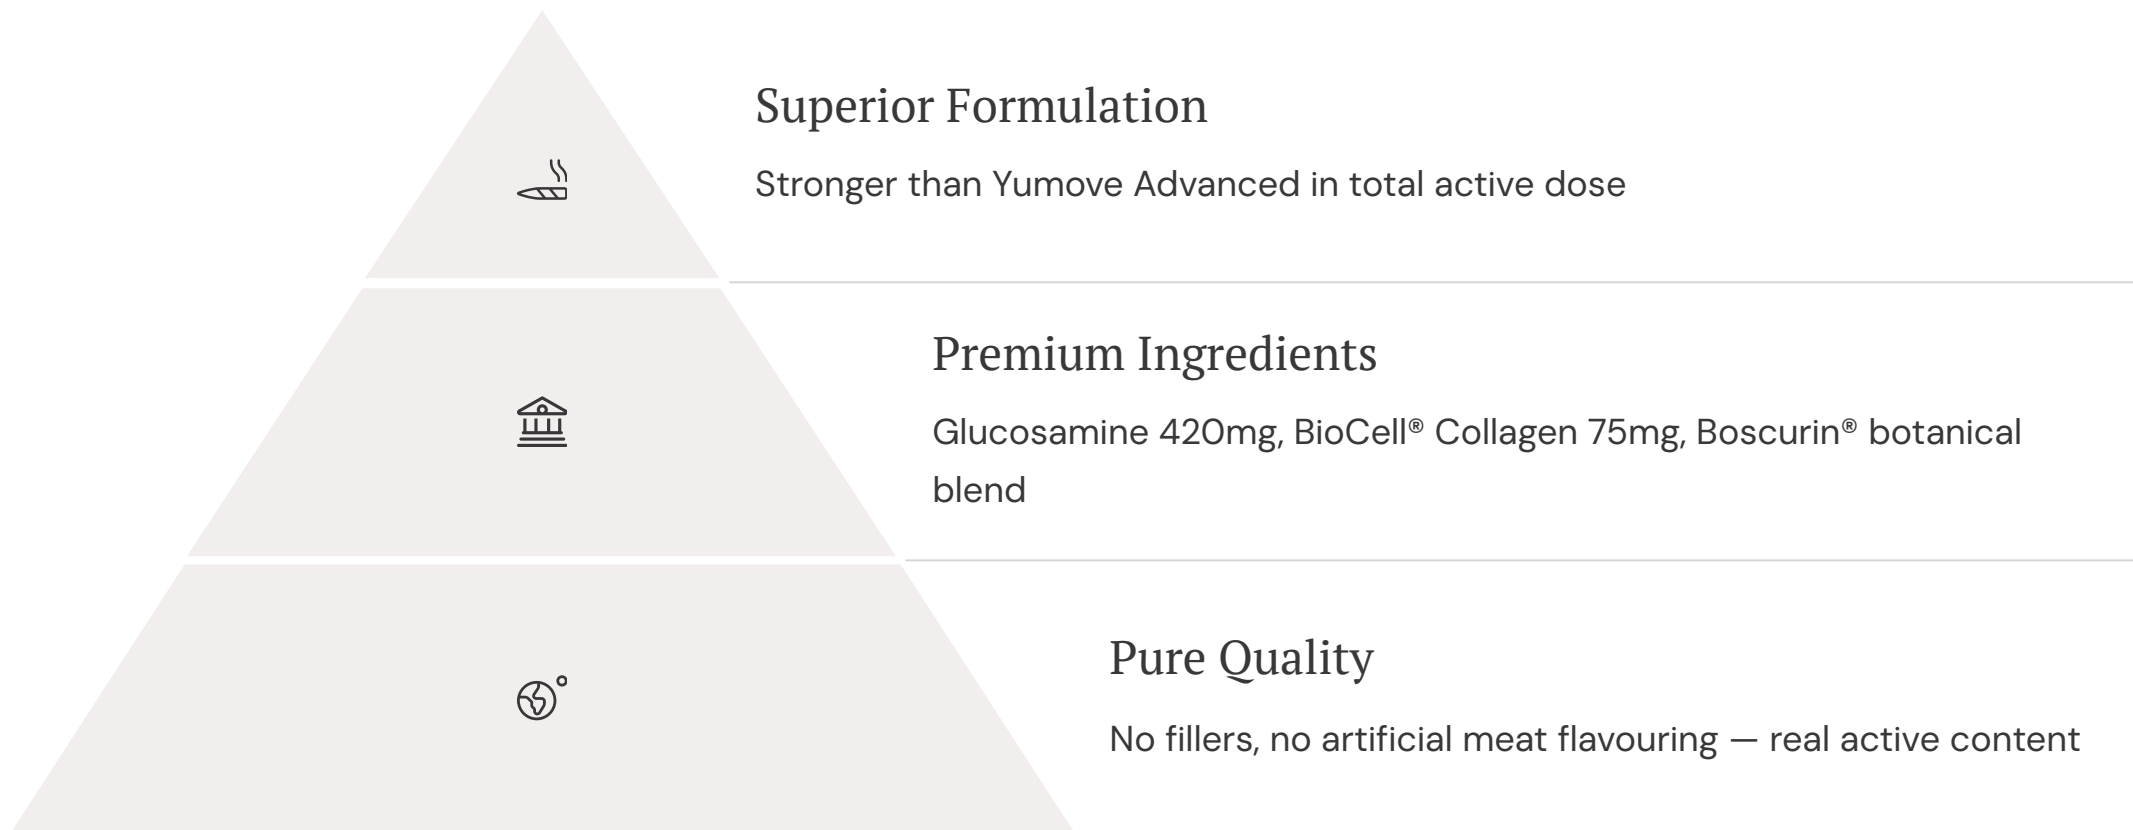 Superior Formulation
Stronger than Yumove Advanced in total active dose
Premium Ingredients
Glucosamine 420mg, BioCell® Collagen 75mg, Boscurin® botanical
blend
Pure Quality
No fillers, no artificial meat flavouring — real active content